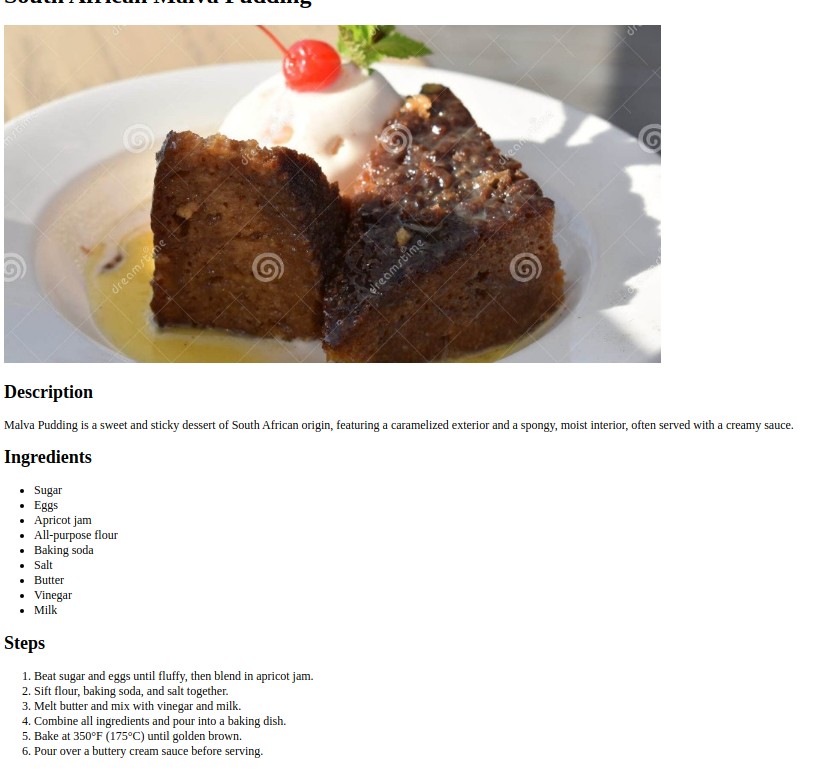 South African Malva Pudding
dreamstime
dreamstime
dreamstime
dreamstime
dreamstime
Description
Malva Pudding is a sweet and sticky dessert of South African origin, featuring a caramelized exterior and a spongy, moist interior, often served with a creamy sauce.
Ingredients
Sugar
Eggs
Apricot jam
All-purpose flour
Baking soda
Salt
Butter
Vinegar
Milk
Steps
1. Beat sugar and eggs until fluffy, then blend in apricot jam.
2. Sift flour, baking soda, and salt together.
3. Melt butter and mix with vinegar and milk.
4. Combine all ingredients and pour into a baking dish.
5. Bake at 350°F (175°C) until golden brown.
6. Pour over a buttery cream sauce before serving.